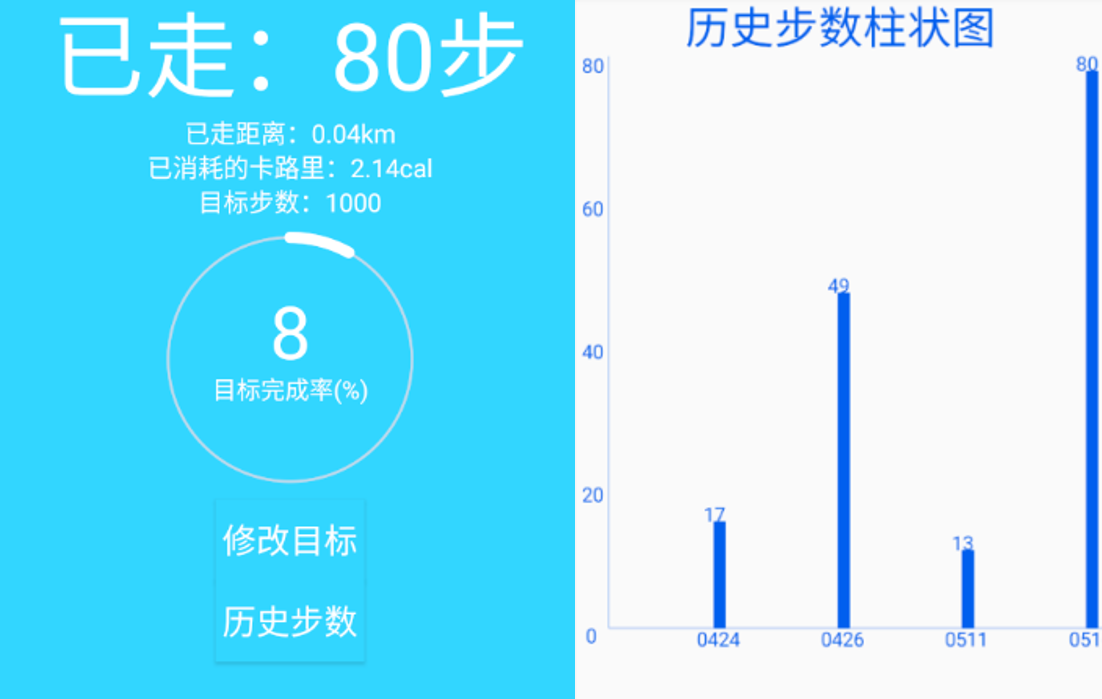 已走：80步
已走距离：0.04km
已消耗的卡路里：2.14cal
目标步数：1000
8
目标完成率(%)
修改目标
历史步数
历史步数柱状图
80
60
40
20
0
17
49
13
80
0424
0426
0511
051